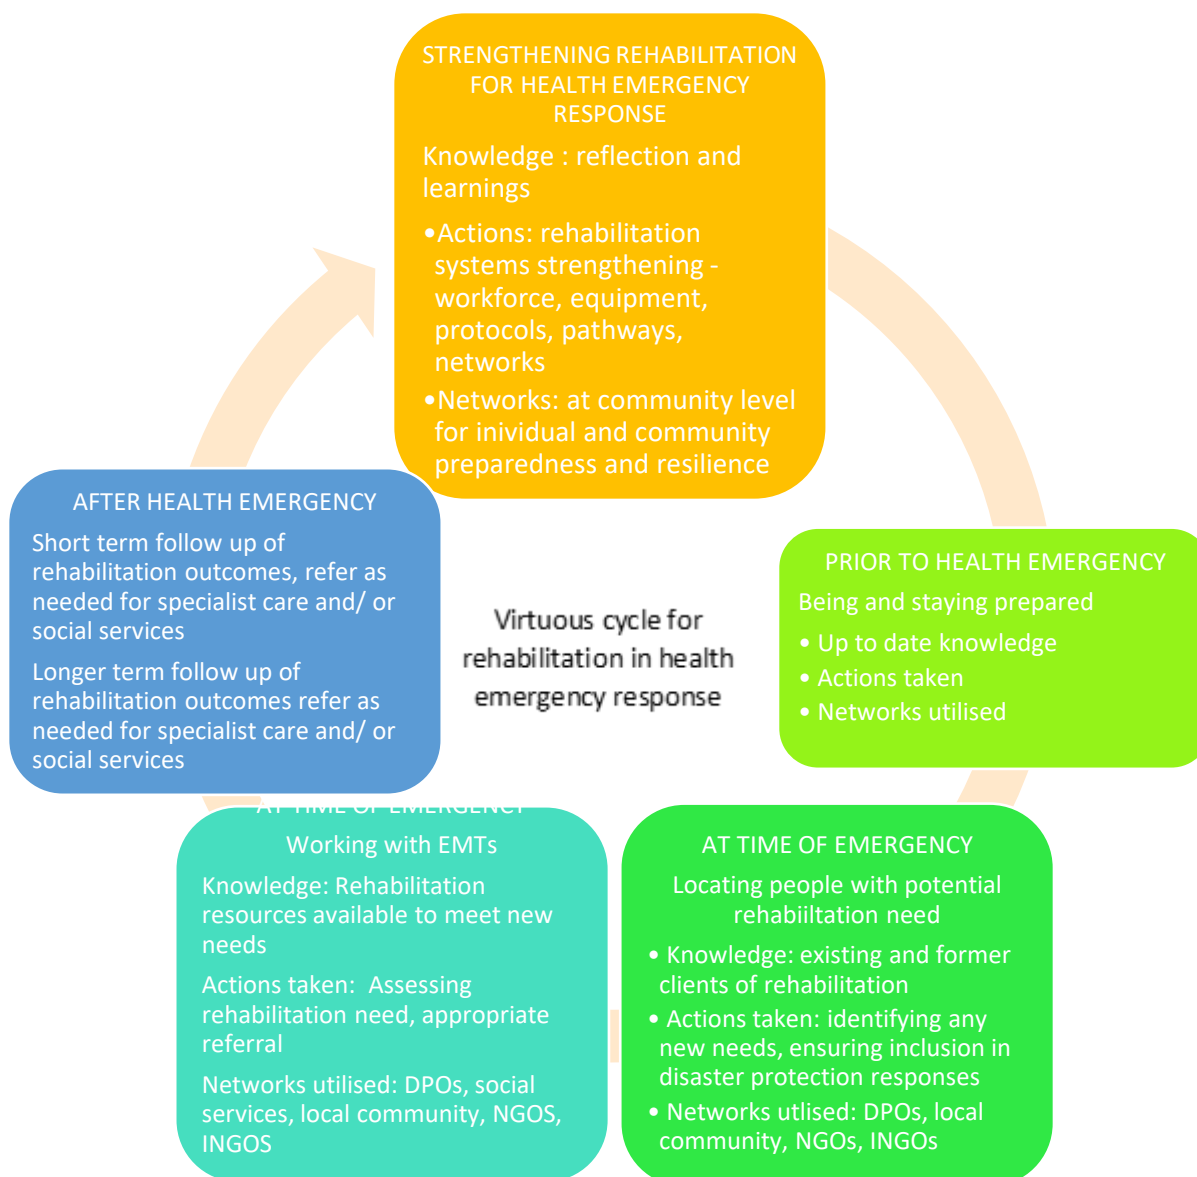 STRENGTHENING REHABILITATION
FOR HEALTH EMERGENCY
RESPONSE
Knowledge : reflection and
learnings
•Actions: rehabilitation
systems strengthening -
workforce, equipment,
protocols, pathways,
networks
•Networks: at community level
for inividual and community
preparedness and resilience
PRIOR TO HEALTH EMERGENCY
Being and staying prepared
• Up to date knowledge
• Actions taken
• Networks utilised
AT TIME OF EMERGENCY
Locating people with potential
rehabiiltation need
• Knowledge: existing and former
clients of rehabilitation
• Actions taken: identifying any
new needs, ensuring inclusion in
disaster protection responses
• Networks utlised: DPOs, local
community, NGOs, INGOs
AT TIME OF EMERGENCY
Working with EMTs
Knowledge: Rehabilitation
resources available to meet new
needs
Actions taken:  Assessing
rehabilitation need, appropriate
referral
Networks utilised: DPOs, social
services, local community, NGOS,
INGOS
AFTER HEALTH EMERGENCY
Short term follow up of
rehabilitation outcomes, refer as
needed for specialist care and/ or
social services
Longer term follow up of
rehabilitation outcomes refer as
needed for specialist care and/ or
social services
Virtuous cycle for
rehabilitation in health
emergency response